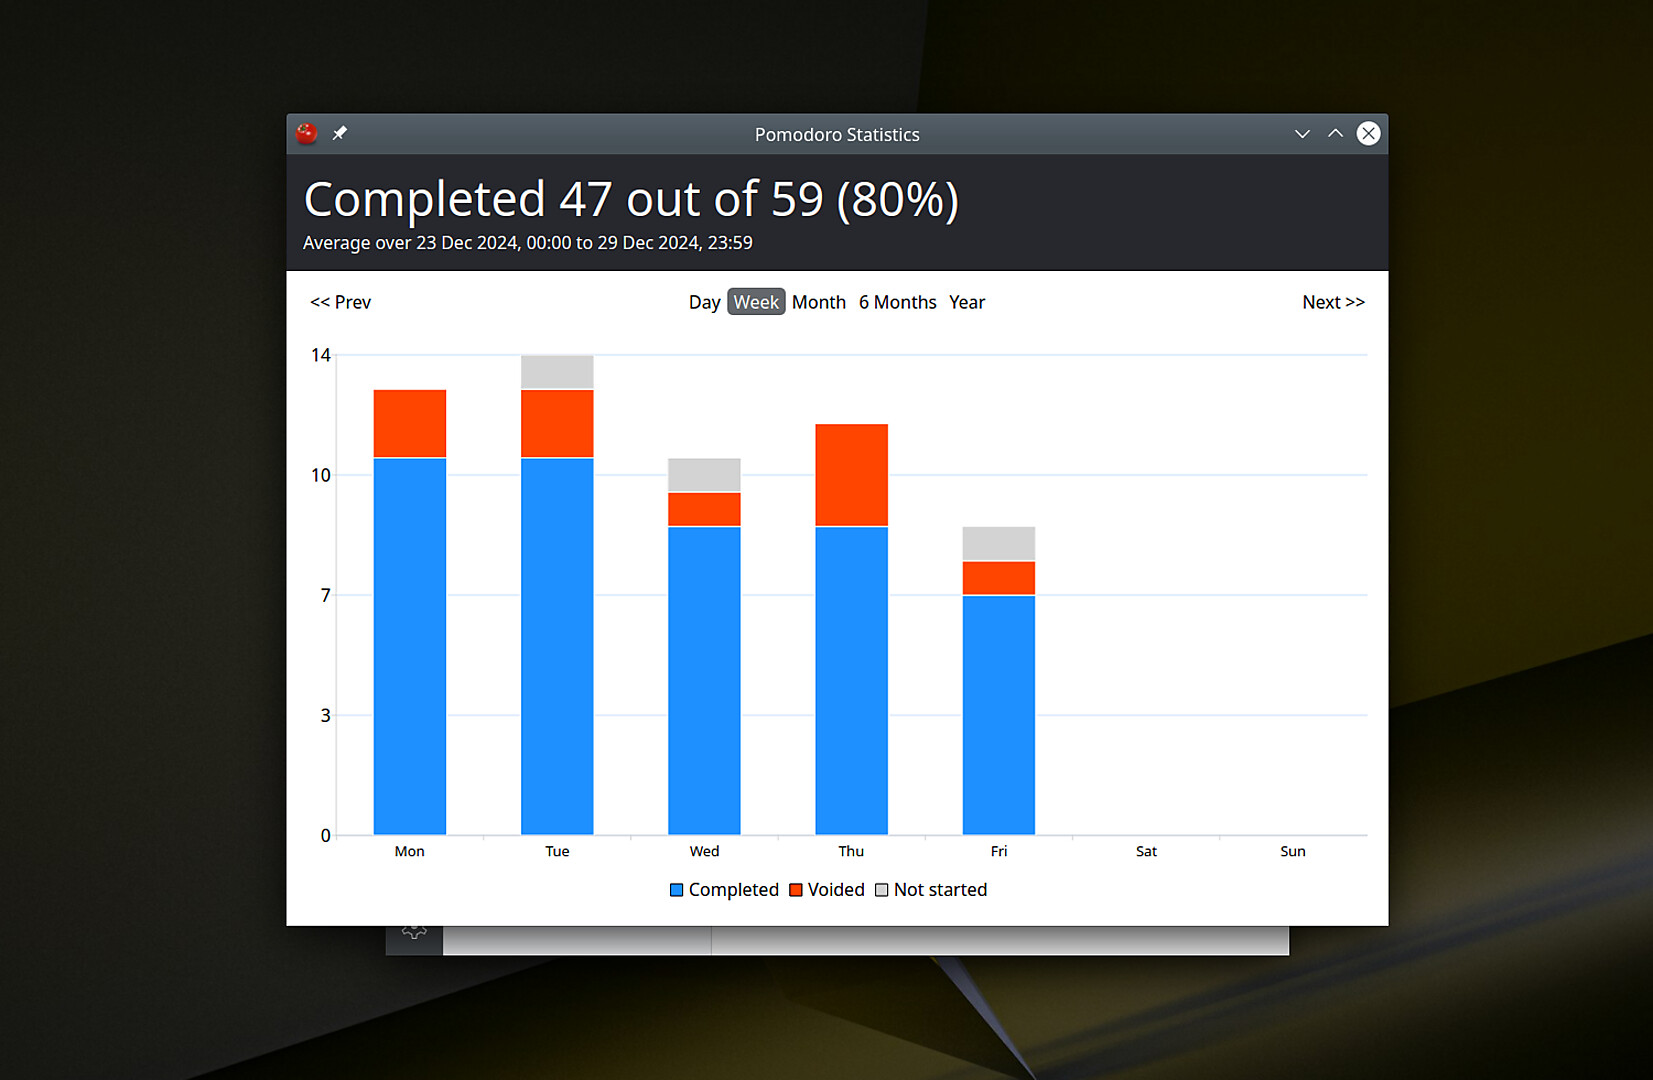 Pomodoro Statistics
Completed 47 out of 59 (80%)
Average over 23 Dec 2024, 00:00 to 29 Dec 2024, 23:59
<< Prev Day Week Month 6 Months Year Next >>
14
10
7
3
0
Mon Tue Wed Thu Fri Sat Sun
Completed Voided Not started